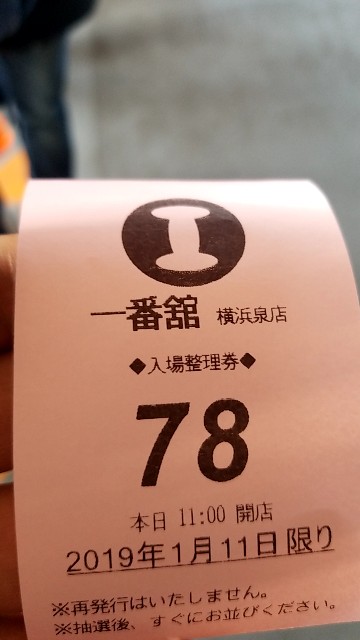 一番舘 横浜泉店
◆入場整理券◆
78
本日 11:00 開店
2019年1月11日限り
※再発行はいたしません。
※抽選後、すぐにお並びください。